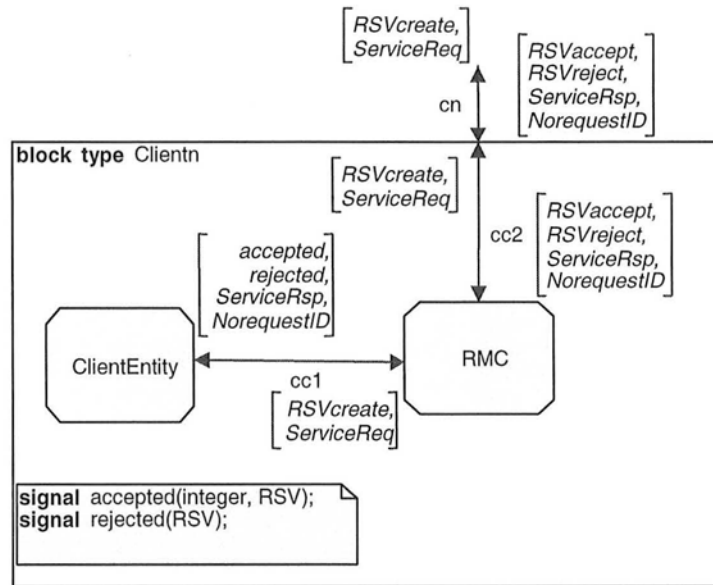 RSVcreate,
ServiceReq
cn
RSVaccept,
RSVreject,
ServiceRsp,
NorequestID
block type Clientn
RSVcreate,
ServiceReq
cc2
RSVaccept,
RSVreject,
ServiceRsp,
NorequestID
accepted,
rejected,
ServiceRsp,
NorequestID
ClientEntity
RMC
cc1
RSVcreate,
ServiceReq
signal accepted(integer, RSV);
signal rejected(RSV);